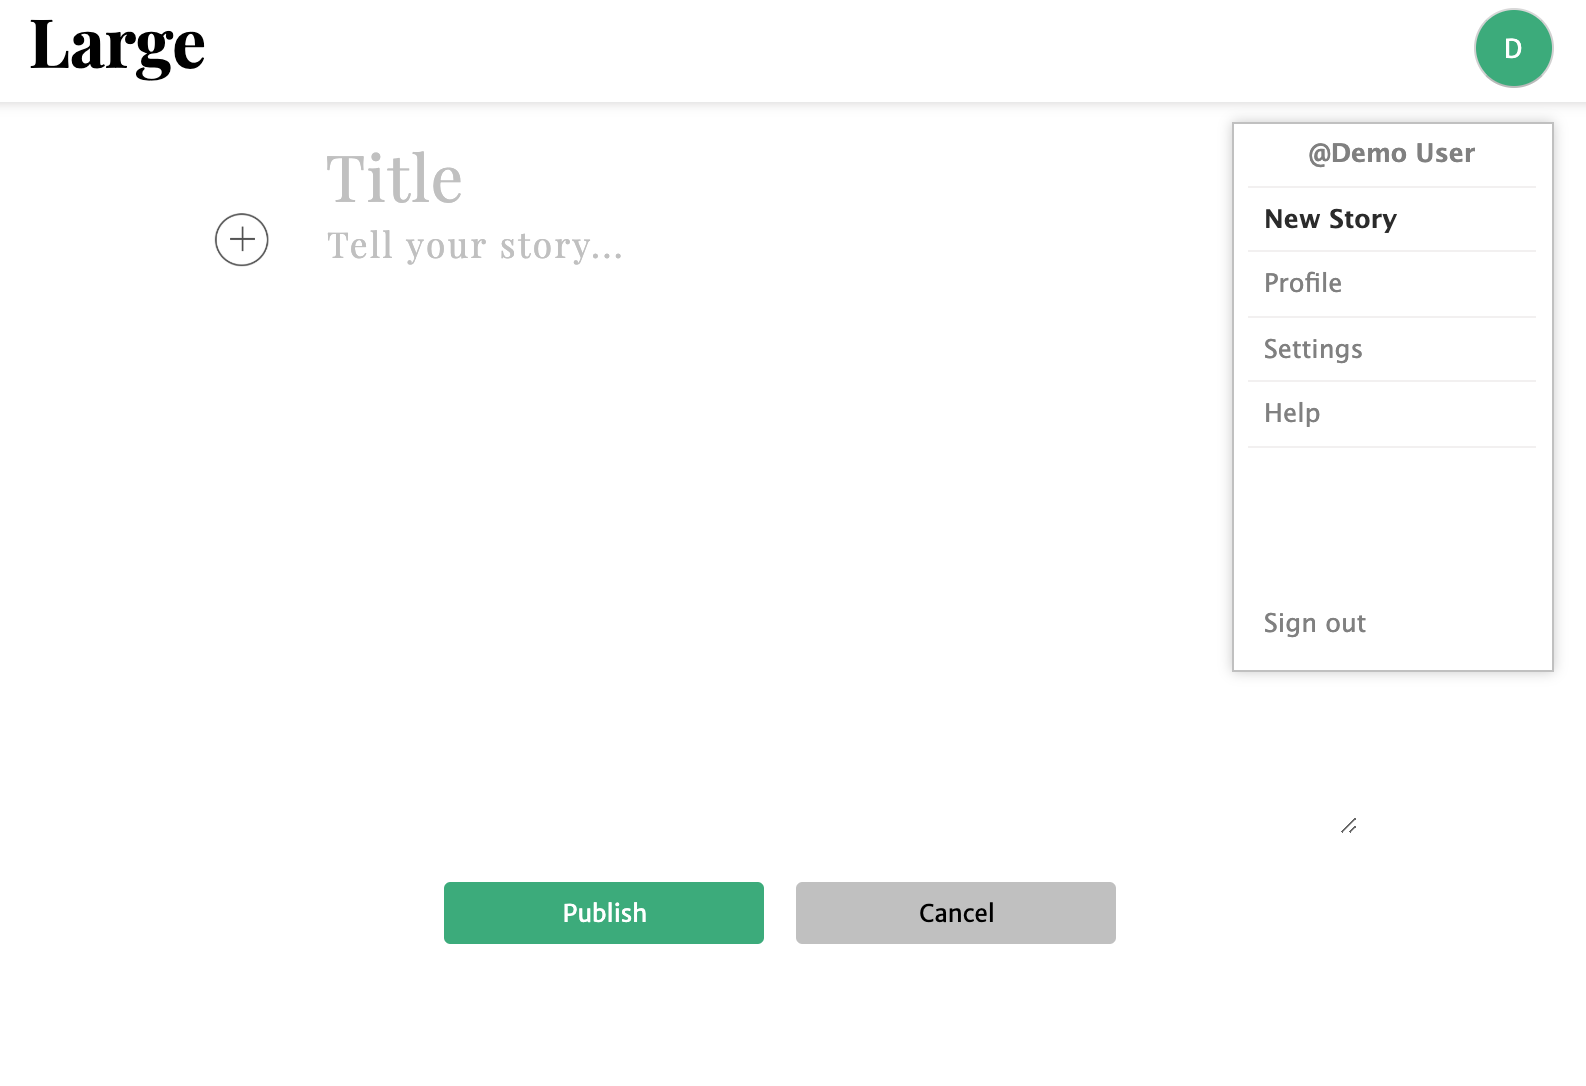 Large
D
Title
Tell your story...
@Demo User
New Story
Profile
Settings
Help
Sign out
Publish
Cancel